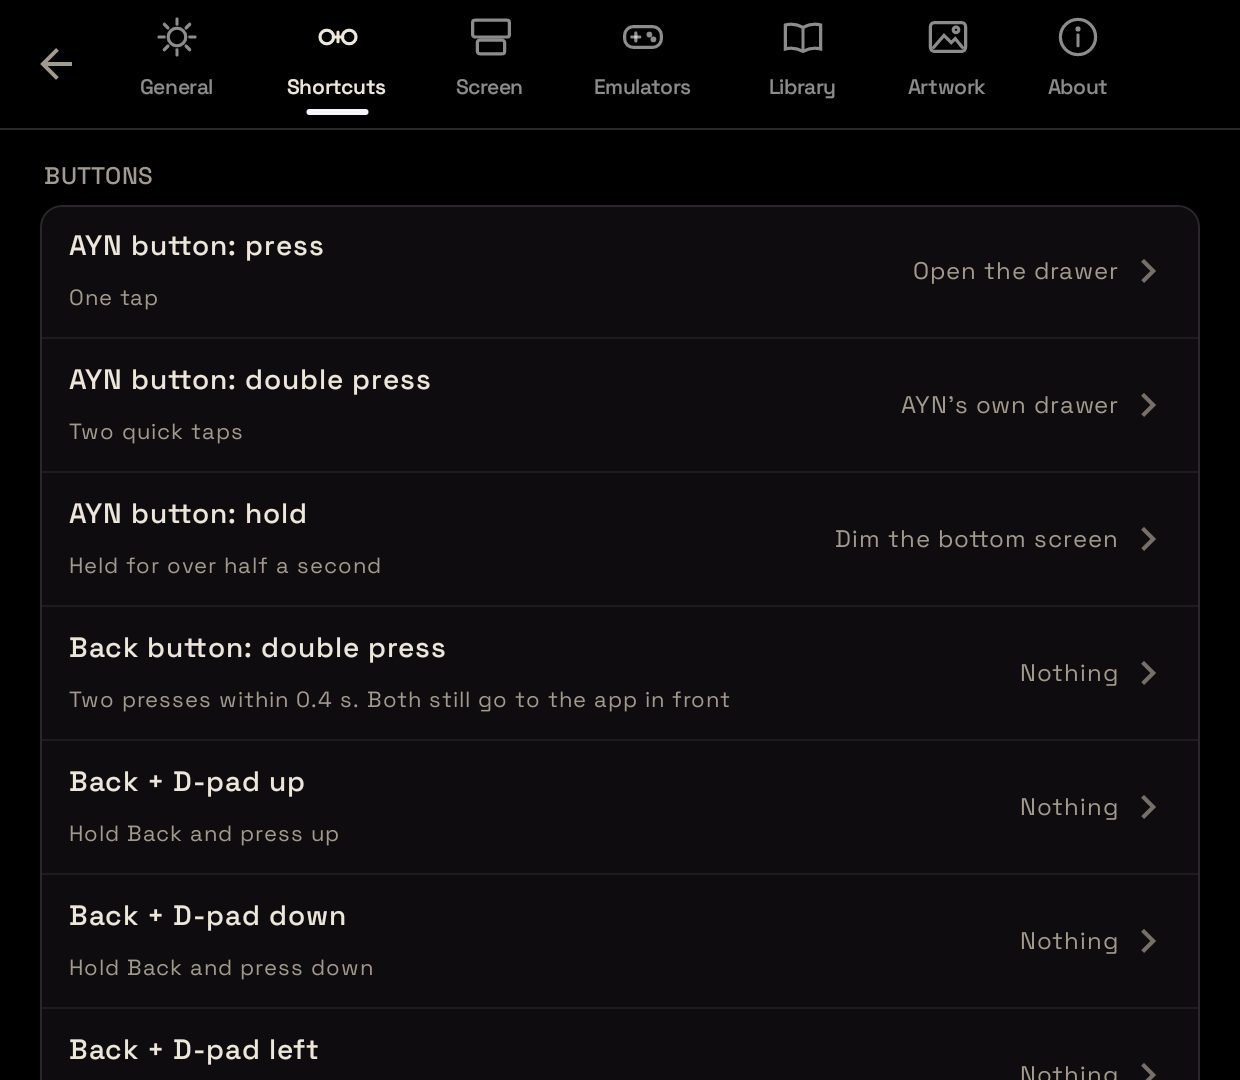 General
Shortcuts
Screen
Emulators
Library
Artwork
About
BUTTONS
AYN button: press
One tap
Open the drawer
AYN button: double press
Two quick taps
AYN’s own drawer
AYN button: hold
Held for over half a second
Dim the bottom screen
Back button: double press
Two presses within 0.4 s. Both still go to the app in front
Nothing
Back + D-pad up
Hold Back and press up
Nothing
Back + D-pad down
Hold Back and press down
Nothing
Back + D-pad left
Nothing